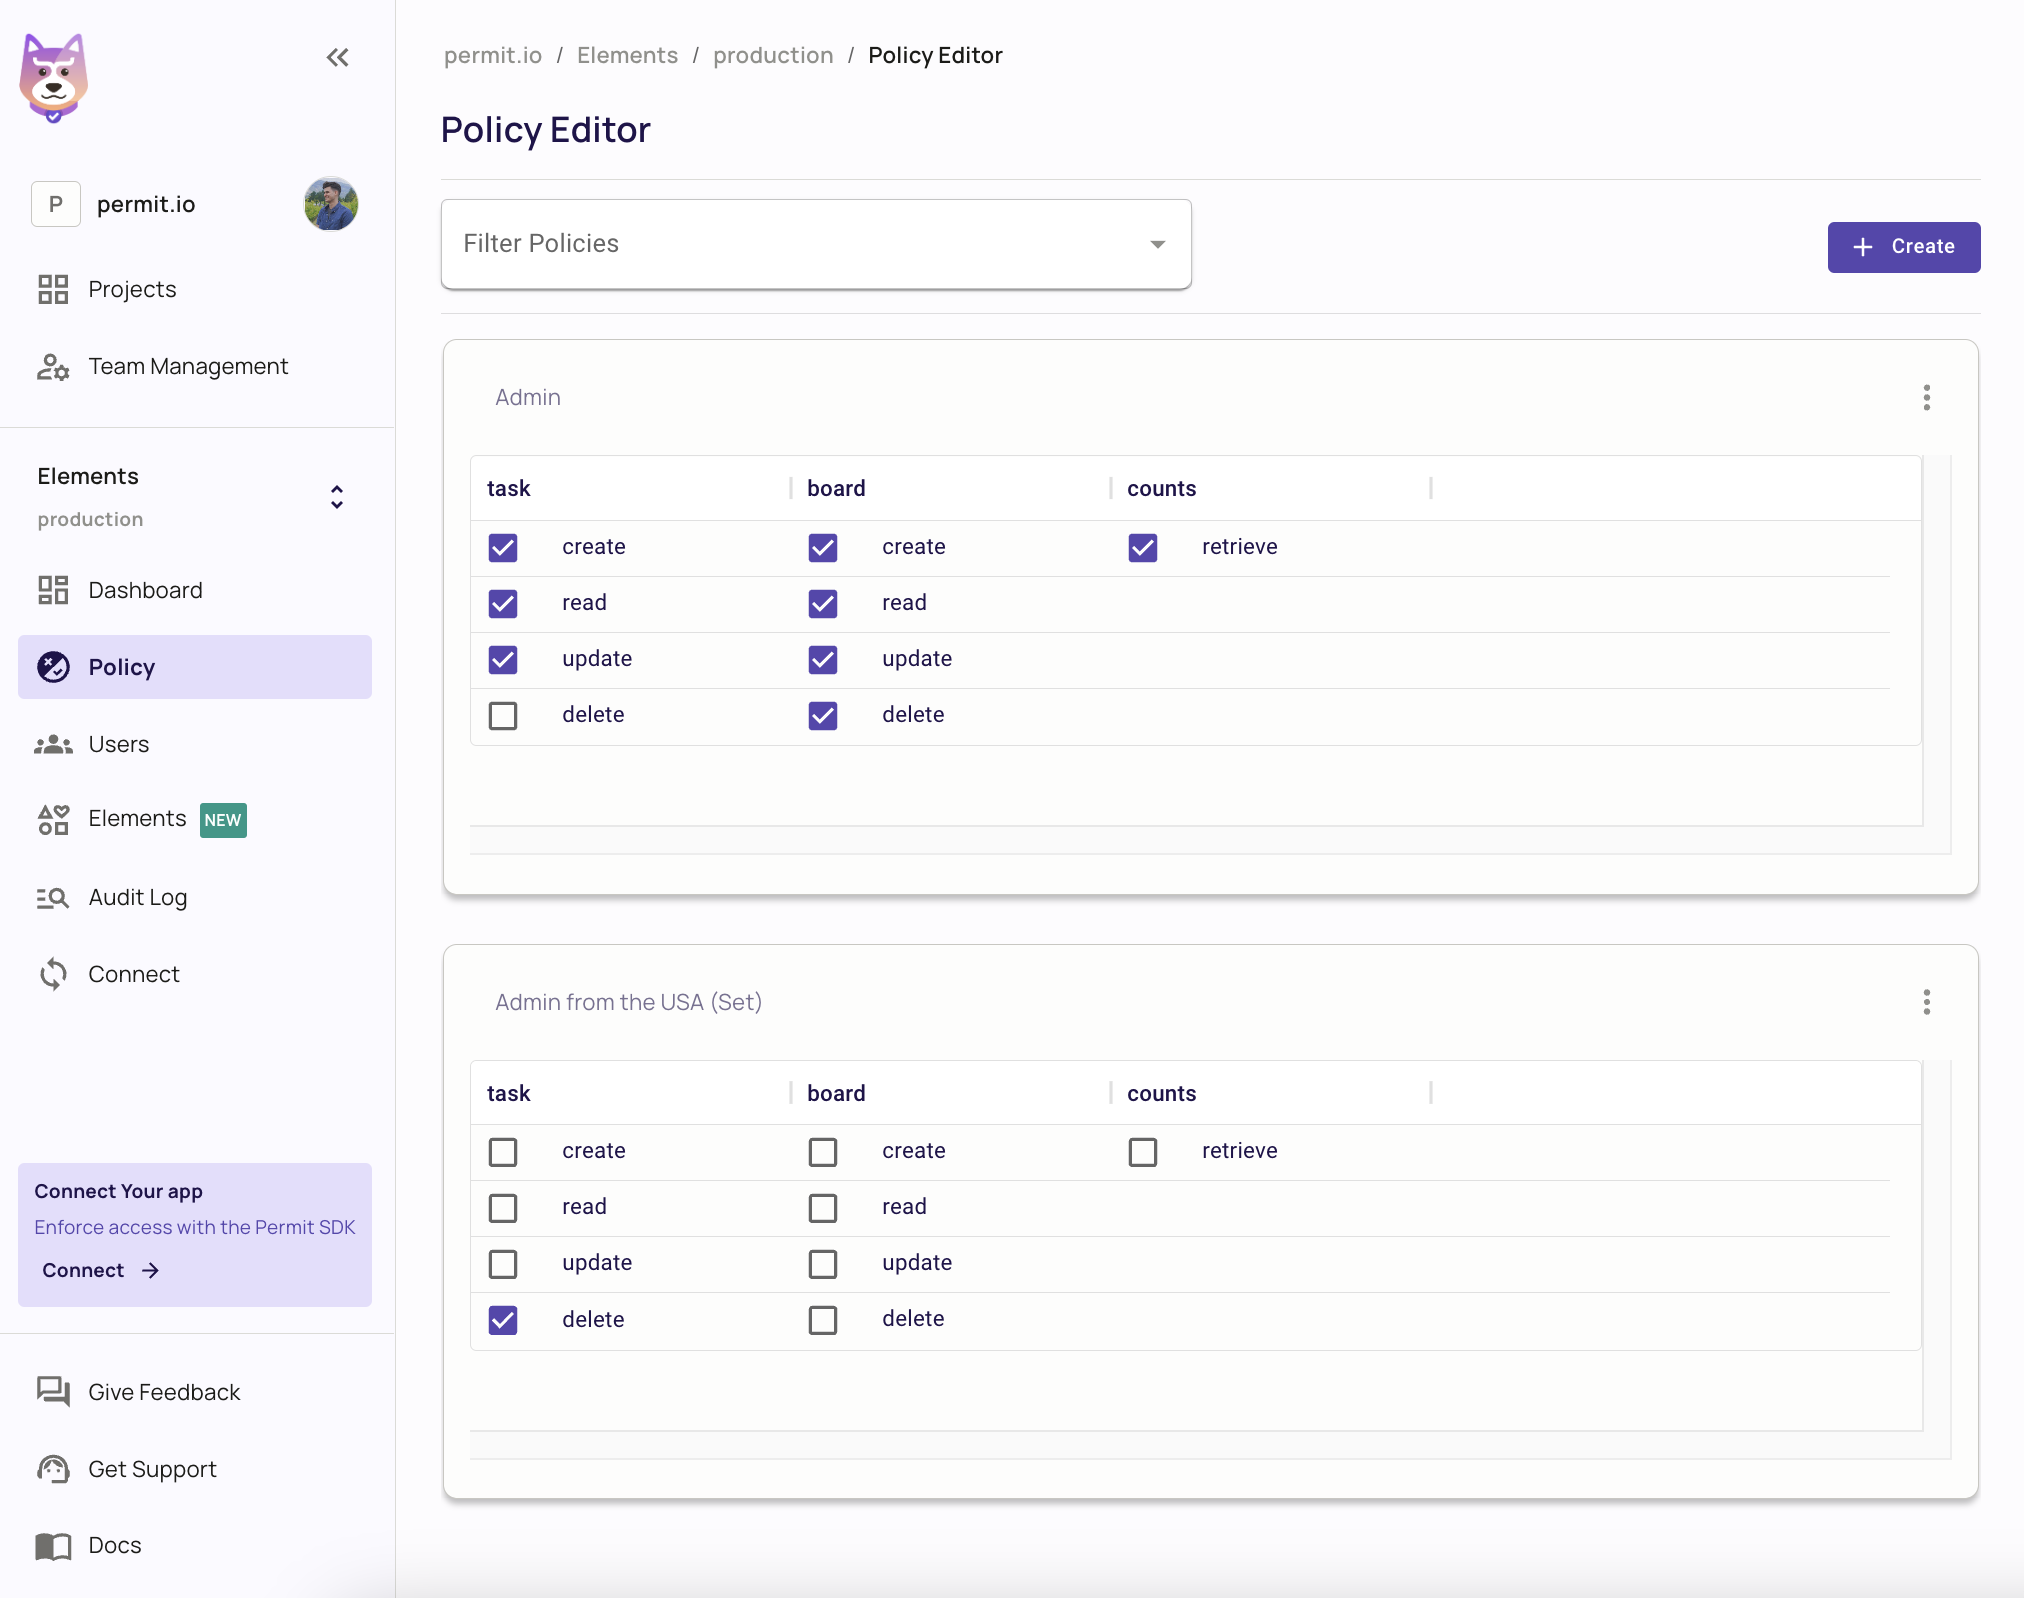 permit.io / Elements / production / Policy Editor
P permit.io
Projects
Team Management
Elements
production
Dashboard
Policy
Users
Elements NEW
Audit Log
Connect
Connect Your app
Enforce access with the Permit SDK
Connect
Give Feedback
Get Support
Docs
Policy Editor
Filter Policies
Create
Admin
task board counts
create create retrieve
read read
update update
delete delete
Admin from the USA (Set)
task board counts
create create retrieve
read read
update update
delete delete